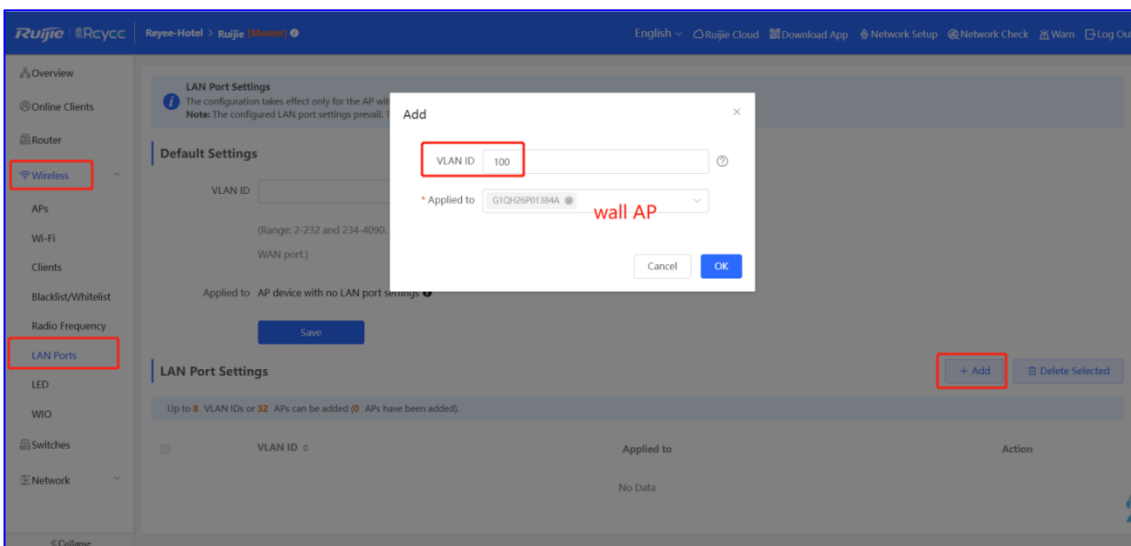 Ruijie | Reyee Reyee-Hotel > Ruijie (Master) English Ruijie Cloud Download App Network Setup Network Check Warn Log Ou
Overview
Online Clients
Router
Wireless
APs
Wi-Fi
Clients
Blacklist/Whitelist
Radio Frequency
LAN Ports
LED
WIO
Switches
Network
Collapse
LAN Port Settings
The configuration takes effect only for the AP wit
Note: The configured LAN port settings prevail.
Default Settings
VLAN ID
(Range: 2-232 and 234-4090.
WAN port.)
Applied to AP device with no LAN port settings
Save
Add
VLAN ID 100
* Applied to G1QH26P01384A
wall AP
Cancel OK
LAN Port Settings
+ Add Delete Selected
Up to 8 VLAN IDs or 32 APs can be added (0 APs have been added).
VLAN ID Applied to Action
No Data